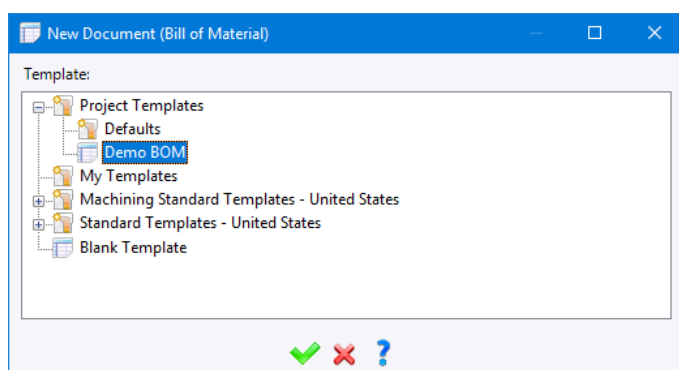 New Document (Bill of Material)
Template:
Project Templates
Defaults
Demo BOM
My Templates
Machining Standard Templates - United States
Standard Templates - United States
Blank Template